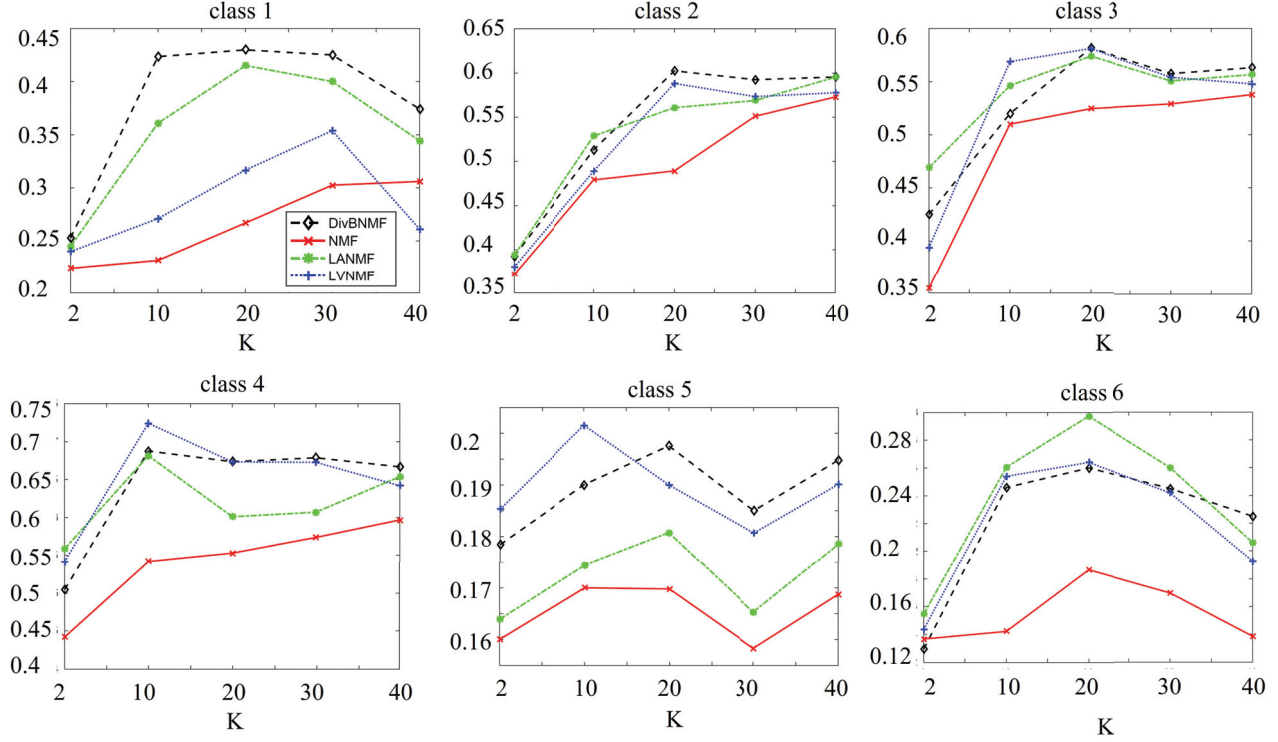 class 1
0.45
0.4
0.35
0.3
0.25
0.2
2 10 20 30 40
K
DivBNMF
NMF
LANMF
LVNMF
class 2
0.65
0.6
0.55
0.5
0.45
0.4
0.35
2 10 20 30 40
K
class 3
0.6
0.55
0.5
0.45
0.4
0.35
2 10 20 30 40
K
class 4
0.75
0.7
0.65
0.6
0.55
0.5
0.45
0.4
2 10 20 30 40
K
class 5
0.2
0.19
0.18
0.17
0.16
2 10 20 30 40
K
class 6
0.28
0.24
0.2
0.16
0.12
2 10 20 30 40
K